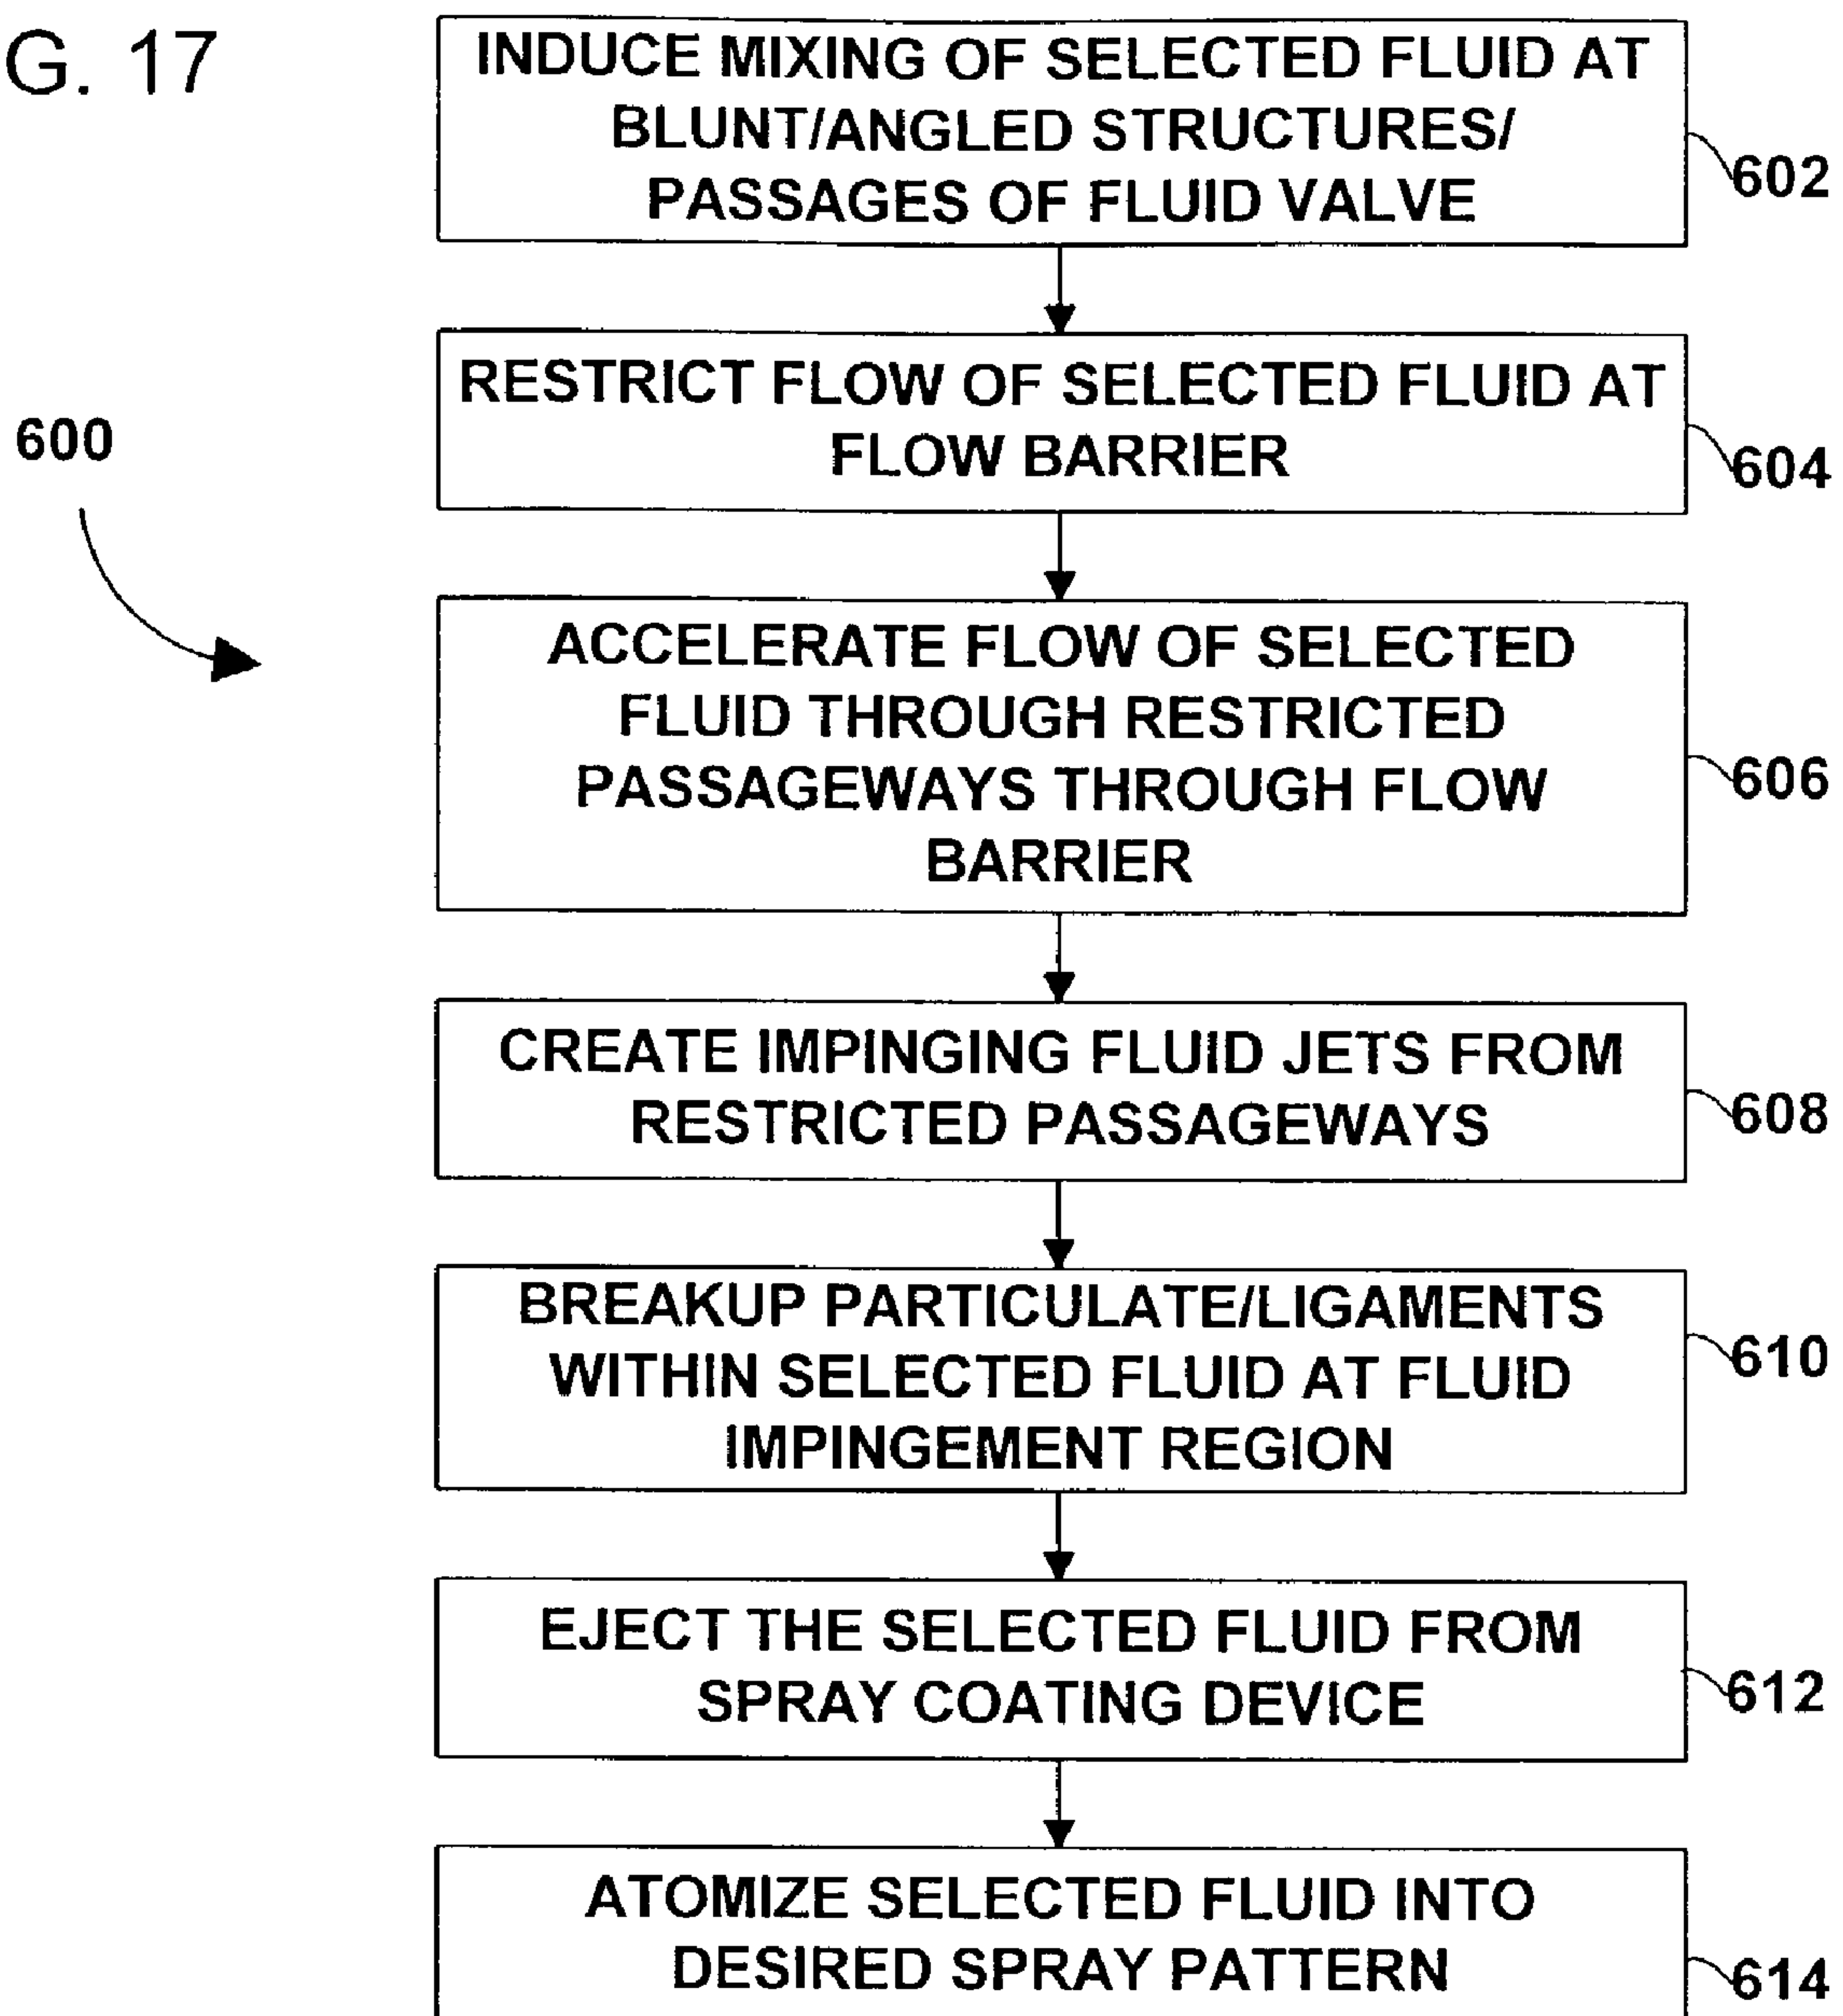 G. 17
INDUCE MIXING OF SELECTED FLUID AT
BLUNT/ANGLED STRUCTURES/
PASSAGES OF FLUID VALVE
602
RESTRICT FLOW OF SELECTED FLUID AT
FLOW BARRIER
604
600
ACCELERATE FLOW OF SELECTED
FLUID THROUGH RESTRICTED
PASSAGEWAYS THROUGH FLOW
BARRIER
606
CREATE IMPINGING FLUID JETS FROM
RESTRICTED PASSAGEWAYS
608
BREAKUP PARTICULATE/LIGAMENTS
WITHIN SELECTED FLUID AT FLUID
IMPINGEMENT REGION
610
EJECT THE SELECTED FLUID FROM
SPRAY COATING DEVICE
612
ATOMIZE SELECTED FLUID INTO
DESIRED SPRAY PATTERN
614